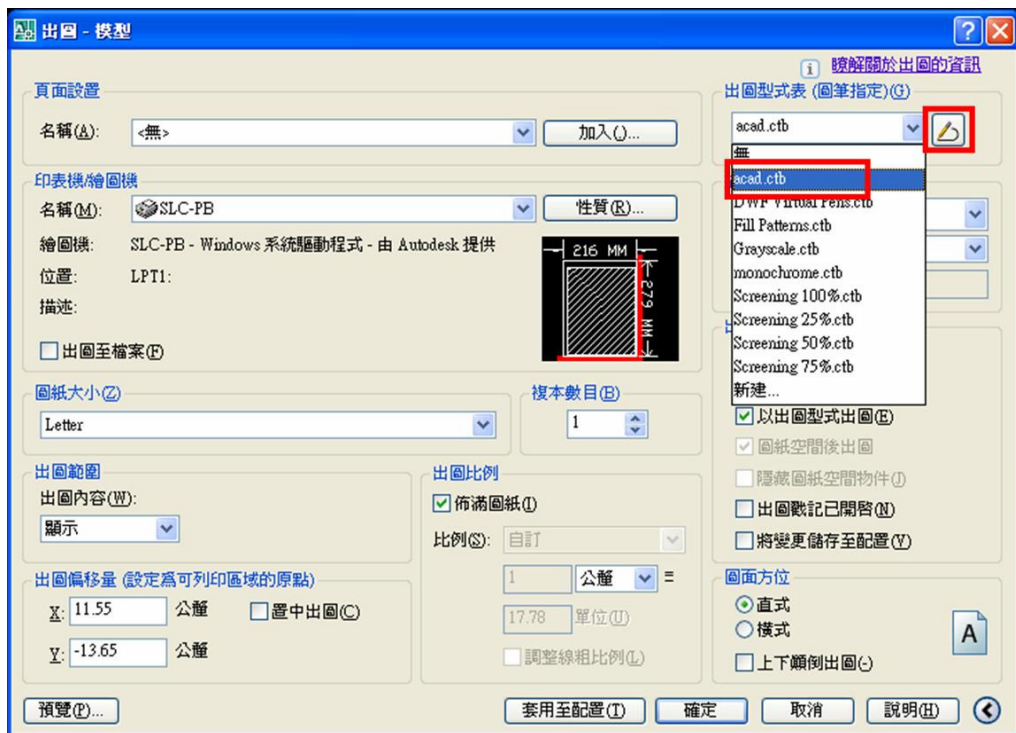 出圖 - 模型
瞭解關於出圖的資訊
頁面設置
名稱(A):
<無>
加入()...
出圖型式表 (圖筆指定)(G)
acad.ctb
無
acad.ctb
DWF Virtual Pens.ctb
Fill Patterns.ctb
Grayscale.ctb
monochrome.ctb
Screening 100%.ctb
Screening 25%.ctb
Screening 50%.ctb
Screening 75%.ctb
新建...
印表機/繪圖機
名稱(M):
SLC-PB
性質(R)...
繪圖機:
SLC-PB - Windows 系統驅動程式 - 由 Autodesk 提供
位置:
LPT1:
描述:
216 MM
279 MM
出圖至檔案(F)
圖紙大小(Z)
Letter
複本數目(B)
1
以出圖型式出圖(E)
圖紙空間後出圖
隱藏圖紙空間物件(J)
出圖戳記已開啓(N)
將變更儲存至配置(V)
出圖範圍
出圖內容(W):
顯示
出圖比例
佈滿圖紙(I)
比例(S):
自訂
1
公釐
=
17.78
單位(U)
調整線粗比例(L)
出圖偏移量 (設定爲可列印區域的原點)
X:
11.55
公釐
置中出圖(C)
Y:
-13.65
公釐
圖面方位
直式
橫式
上下顛倒出圖(-)
A
預覽(P)...
套用至配置(T)
確定
取消
說明(H)